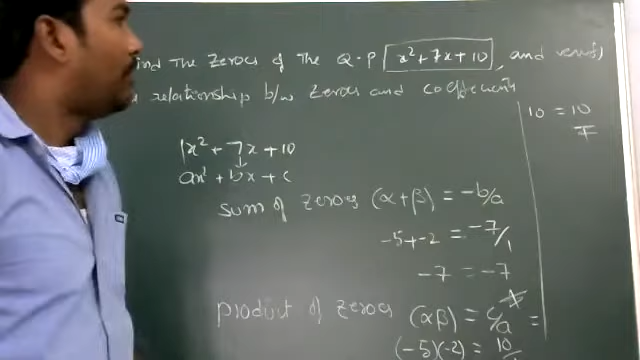 ind The Zeroes of The Q.P x² + 7x + 10, and verify
relationship b/w Zeroes and coefficients
1x² + 7x + 10
ax² + bx + c
sum of zeroes (α+β) = -b/a
-5+-2 = -7/1
-7 = -7
product of zeroes (αβ) = c/a =
(-5)(-2) = 10
10 = 10